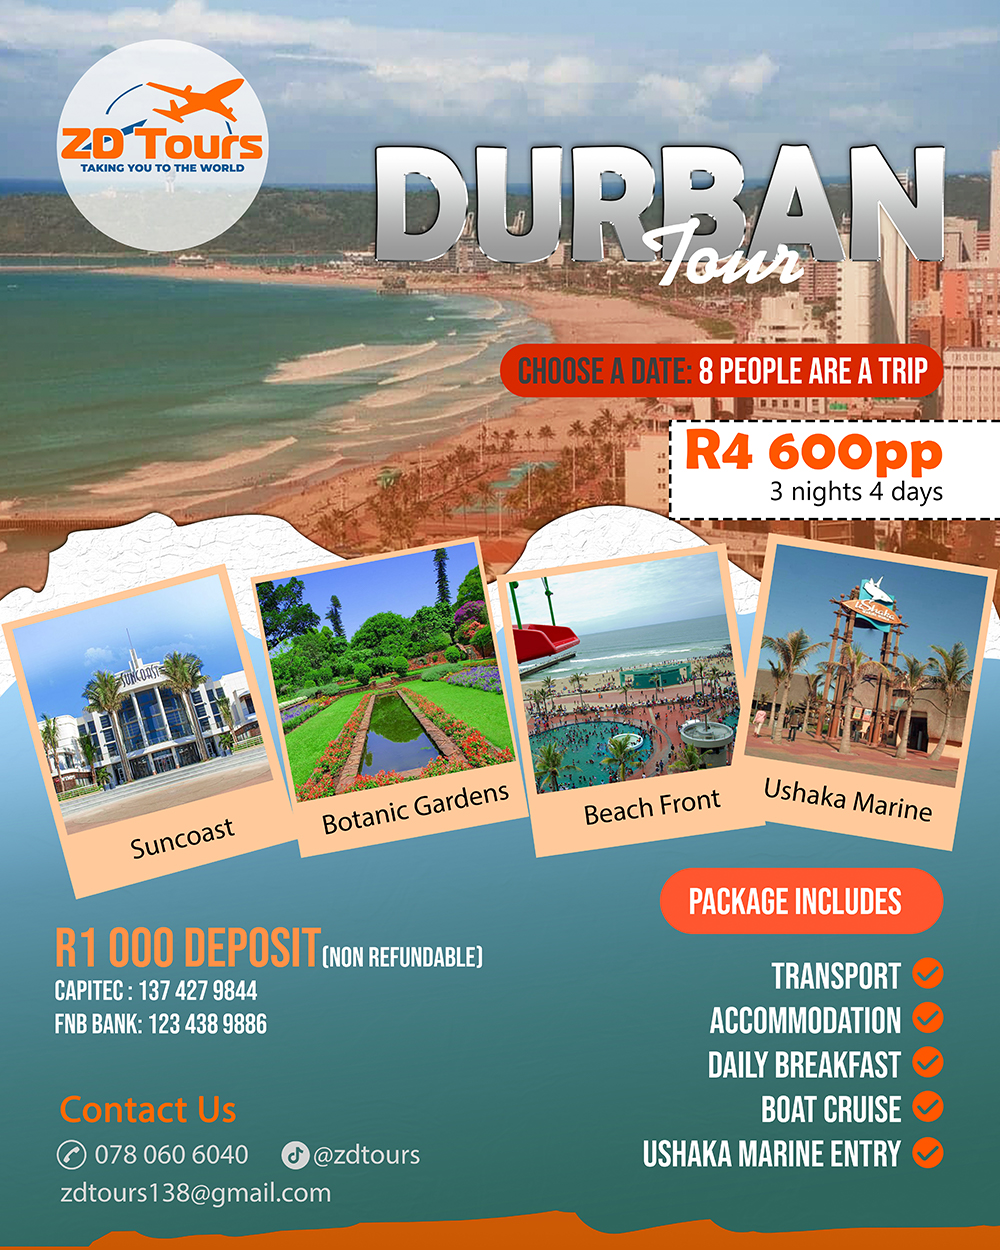 ZD Tours
TAKING YOU TO THE WORLD
DURBAN
Tour
CHOOSE A DATE: 8 PEOPLE ARE A TRIP
R4 600pp
3 nights 4 days
SUNCOAST
uShaka
Suncoast
Botanic Gardens
Beach Front
Ushaka Marine
PACKAGE INCLUDES
TRANSPORT
ACCOMMODATION
DAILY BREAKFAST
BOAT CRUISE
USHAKA MARINE ENTRY
R1 000 DEPOSIT (NON REFUNDABLE)
CAPITEC : 137 427 9844
FNB BANK: 123 438 9886
Contact Us
078 060 6040 @zdtours
zdtours138@gmail.com